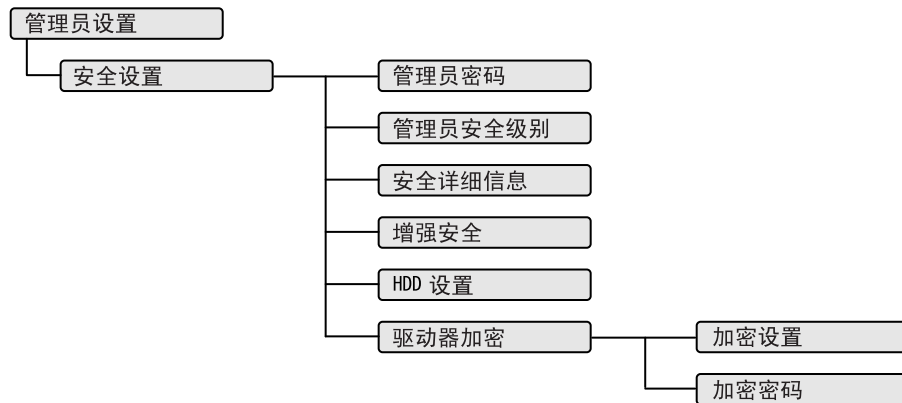 管理员设置
安全设置
管理员密码
管理员安全级别
安全详细信息
增强安全
HDD 设置
驱动器加密
加密设置
加密密码